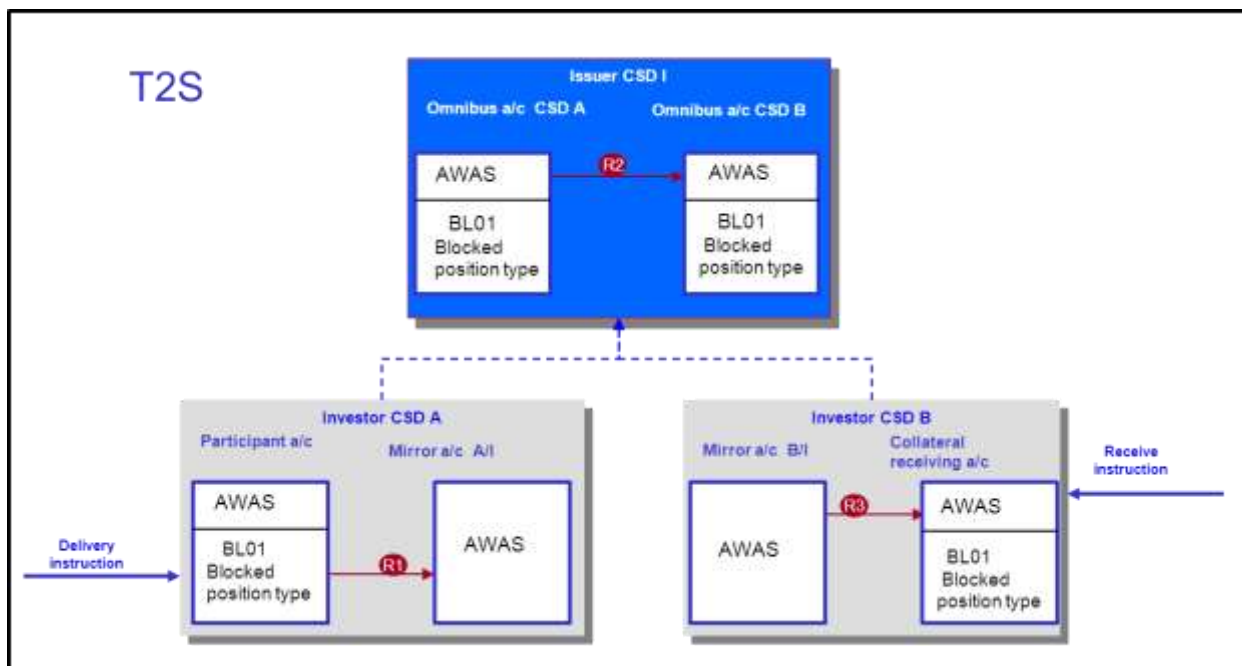 T2S
Issuer CSD I
Omnibus a/c CSD A
Omnibus a/c CSD B
AWAS
R2
AWAS
BL01
Blocked
position type
BL01
Blocked
position type
Investor CSD A
Participant a/c
Mirror a/c A/I
AWAS
BL01
Blocked
position type
R1
AWAS
Delivery
instruction
Investor CSD B
Mirror a/c B/I
Collateral
receiving a/c
AWAS
R3
AWAS
BL01
Blocked
position type
Receive
instruction